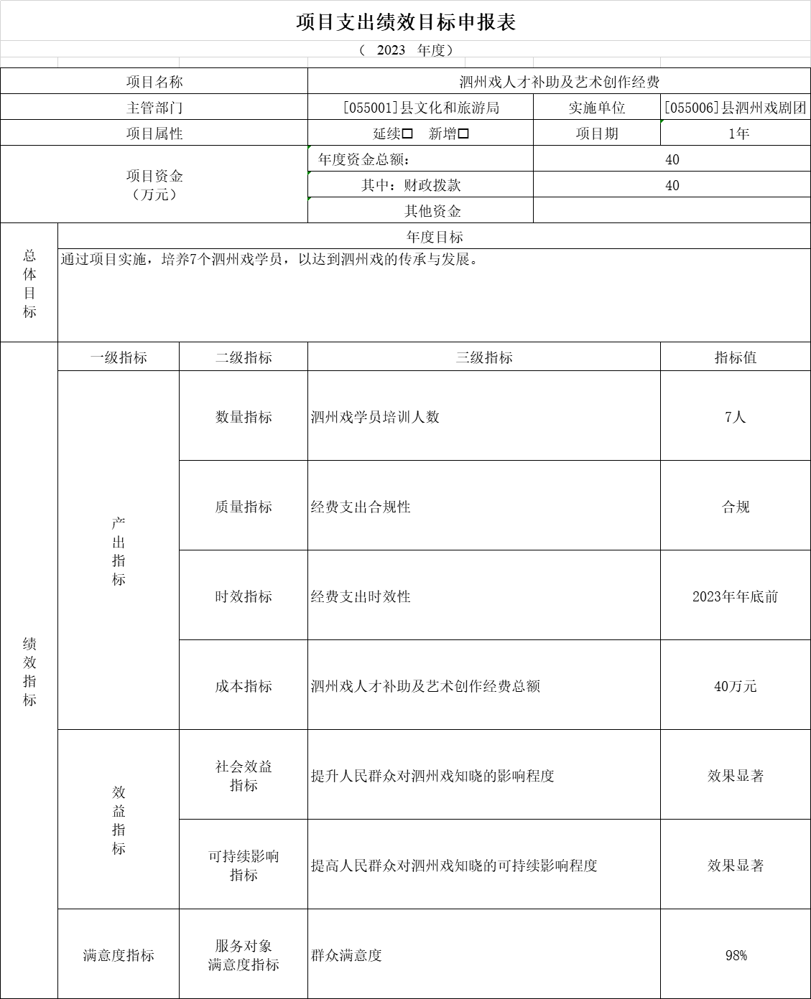 项目支出绩效目标申报表
（ 2023 年度）
项目名称 泗州戏人才补助及艺术创作经费
主管部门 [055001]县文化和旅游局 实施单位 [055006]县泗州戏剧团
项目属性 延续□ 新增□ 项目期 1年
项目资金
（万元）
年度资金总额： 40
其中：财政拨款 40
其他资金
总体目标
年度目标
通过项目实施，培养7个泗州戏学员，以达到泗州戏的传承与发展。
绩效指标
一级指标 二级指标 三级指标 指标值
产出指标
数量指标 泗州戏学员培训人数 7人
质量指标 经费支出合规性 合规
时效指标 经费支出时效性 2023年年底前
成本指标 泗州戏人才补助及艺术创作经费总额 40万元
效益指标
社会效益
指标
提升人民群众对泗州戏知晓的影响程度 效果显著
可持续影响
指标
提高人民群众对泗州戏知晓的可持续影响程度 效果显著
满意度指标
服务对象
满意度指标
群众满意度 98%